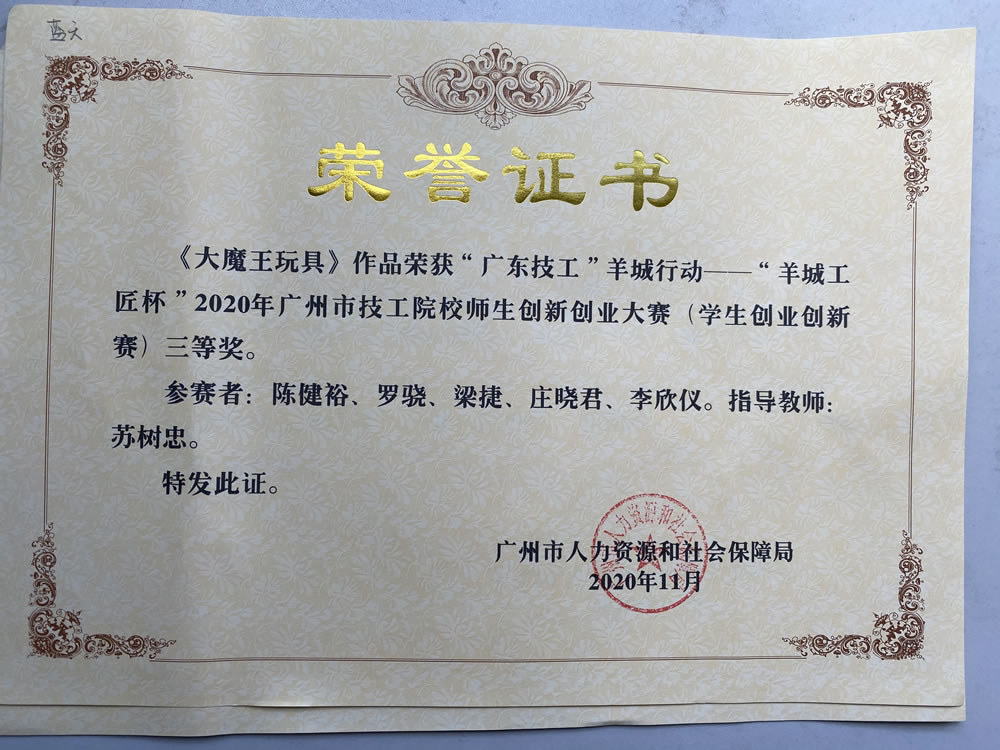 蓝天
荣誉证书
《大魔王玩具》作品荣获“广东技工”羊城行动——“羊城工
匠杯”2020年广州市技工院校师生创新创业大赛（学生创业创新
赛）三等奖。
参赛者：陈健裕、罗骁、梁捷、庄晓君、李欣仪。指导教师：
苏树忠。
特发此证。
广州市人力资源和社会保障局
2020年11月